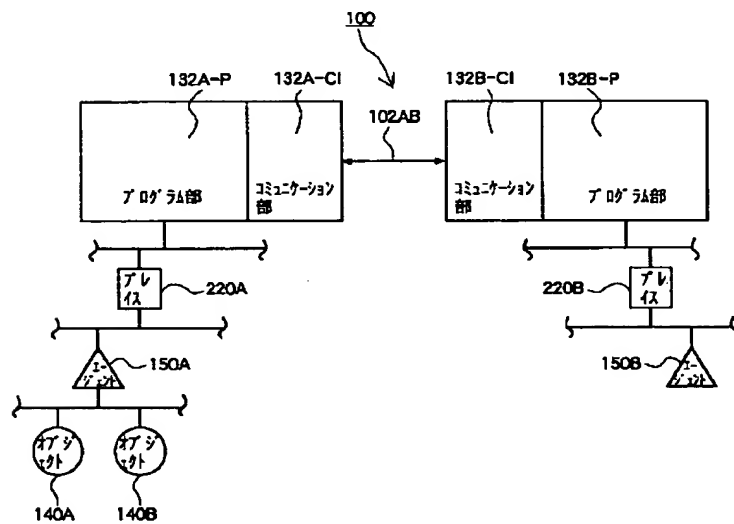 100
132A-P
132A-CI
132B-CI
132B-P
102AB
プログラム部
コミュニケーション
部
コミュニケーション
部
プログラム部
プレ
イス
220A
220B
プレ
イス
エー
ジェント
150A
150B
エー
ジェント
オブジ
ェクト
オブジ
ェクト
140A
140B